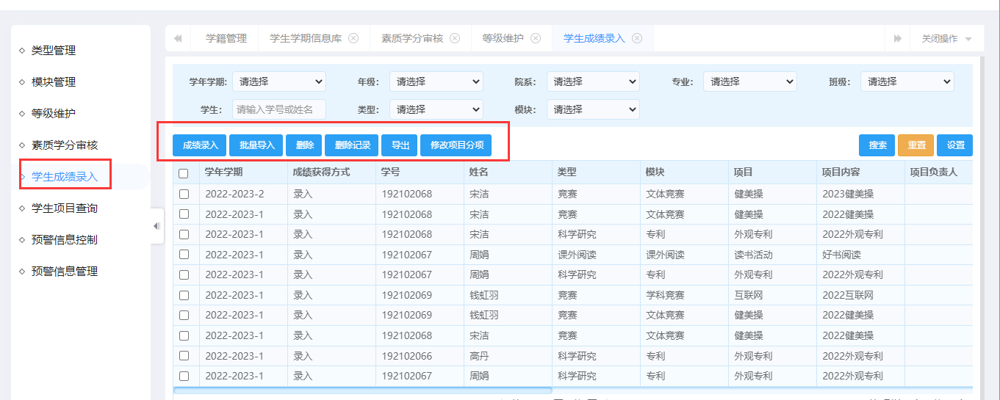 类型管理
模块管理
等级维护
素质学分审核
学生成绩录入
学生项目查询
预警信息控制
预警信息管理
学籍管理 学生学期信息库 素质学分审核 等级维护 学生成绩录入 关闭操作
学年学期: 请选择 年级: 请选择 院系: 请选择 专业: 请选择 班级: 请选择
学生: 请输入学号或姓名 类型: 请选择 模块: 请选择
成绩录入 批量导入 删除 删除记录 导出 修改项目分项 搜索 重置 设置
学年学期 成绩获得方式 学号 姓名 类型 模块 项目 项目内容 项目负责人
2022-2023-2 录入 192102068 宋洁 竞赛 文体竞赛 健美操 2023健美操
2022-2023-1 录入 192102068 宋洁 竞赛 文体竞赛 健美操 2022健美操
2022-2023-1 录入 192102068 宋洁 科学研究 专利 外观专利 2022外观专利
2022-2023-1 录入 192102067 周娟 课外阅读 课外阅读 读书活动 好书阅读
2022-2023-1 录入 192102067 周娟 科学研究 专利 外观专利 2022外观专利
2022-2023-1 录入 192102069 钱虹羽 竞赛 学科竞赛 互联网 2022互联网
2022-2023-1 录入 192102069 钱虹羽 竞赛 文体竞赛 健美操 2022健美操
2022-2023-1 录入 192102068 宋洁 竞赛 文体竞赛 健美操 2022健美操
2022-2023-1 录入 192102066 高丹 科学研究 专利 外观专利 2022外观专利
2022-2023-1 录入 192102067 周娟 科学研究 专利 外观专利 2022外观专利